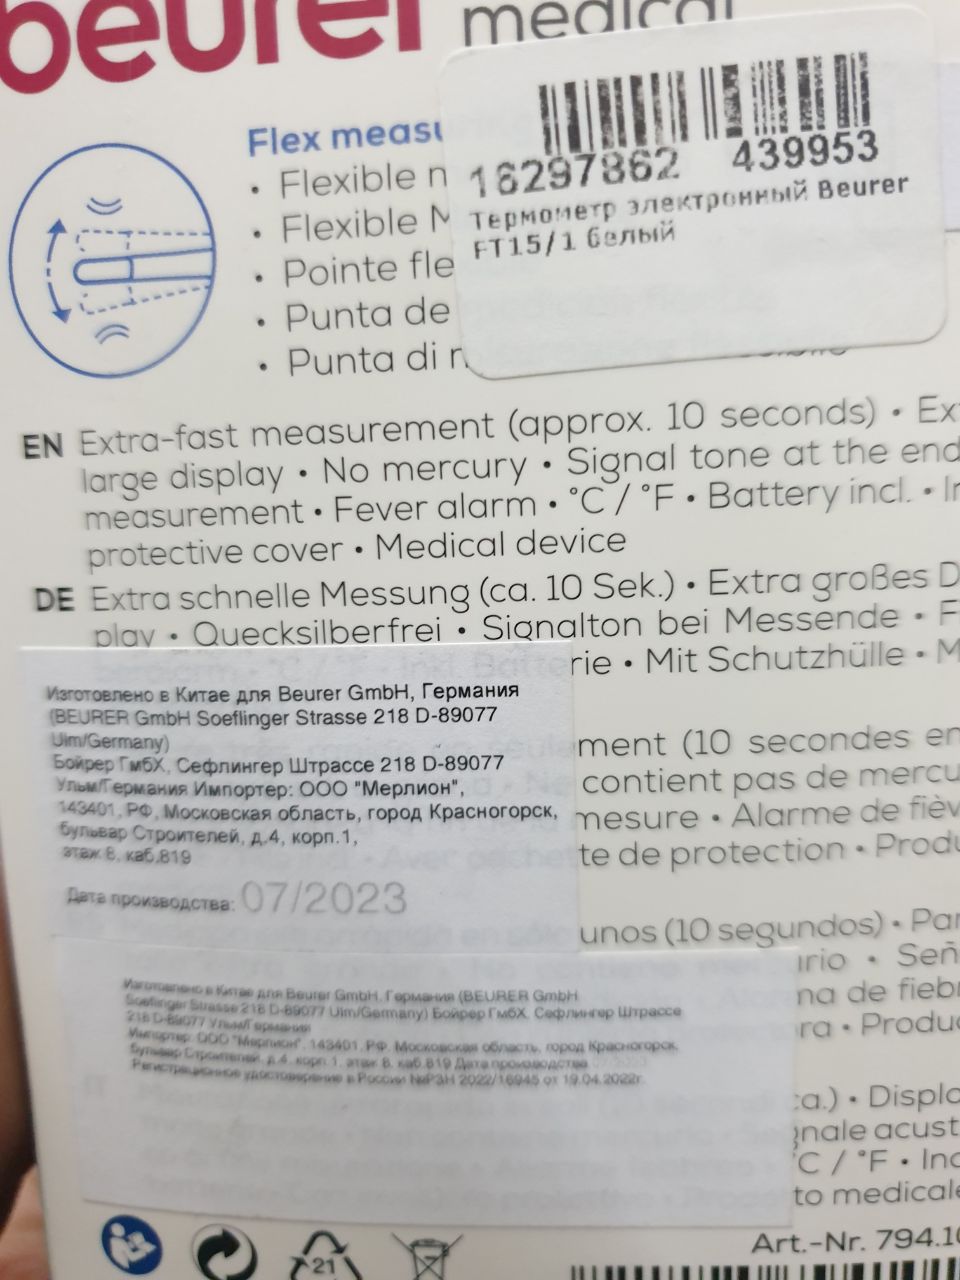 beurer medical
16297862 439953
Термометр электронный Beurer
FT15/1 белый
Flex measu
• Flexible
• Flexible
• Pointe fle
• Punta de
• Punta di
EN Extra-fast measurement (approx. 10 seconds) • Ex
large display • No mercury • Signal tone at the end
measurement • Fever alarm • °C / °F • Battery incl. • In
protective cover • Medical device
DE Extra schnelle Messung (ca. 10 Sek.) • Extra großes D
play • Quecksilberfrei • Signalton bei Messende • F
rie • Mit Schutzhülle • M
Изготовлено в Китае для Beurer GmbH, Германия
(BEURER GmbH Soeflinger Strasse 218 D-89077
Ulm/Germany)
Бойрер ГмбХ, Сефлингер Штрассе 218 D-89077
Ульм/Германия Импортер: ООО "Мерлион",
143401, РФ, Московская область, город Красногорск,
бульвар Строителей, д.4, корп.1,
этаж 8, каб.819
Дата производства: 07/2023
ment (10 secondes en
contient pas de mercu
mesure • Alarme de fièv
te de protection • Produ
unos (10 segundos) • Pan
urio • Señ
na de fiebr
ra • Produc
Изготовлено в Китае для Beurer GmbH, Германия (BEURER GmbH
Soeflinger Strasse 218 D-89077 Ulm/Germany) Бойрер ГмбХ, Сефлингер Штрассе
218 D-89077 Ульм/Германия
Импортер: ООО "Мерлион", 143401, РФ, Московская область, город Красногорск,
бульвар Строителей, д.4, корп.1, этаж 8, каб.819 Дата производства
Регистрационное удостоверение в России №РЗН 2022/16945 от 19.04.2022г.
ca.) • Displa
gnale acust
°C / °F • Inc
to medicale
21
Art.-Nr. 794.10